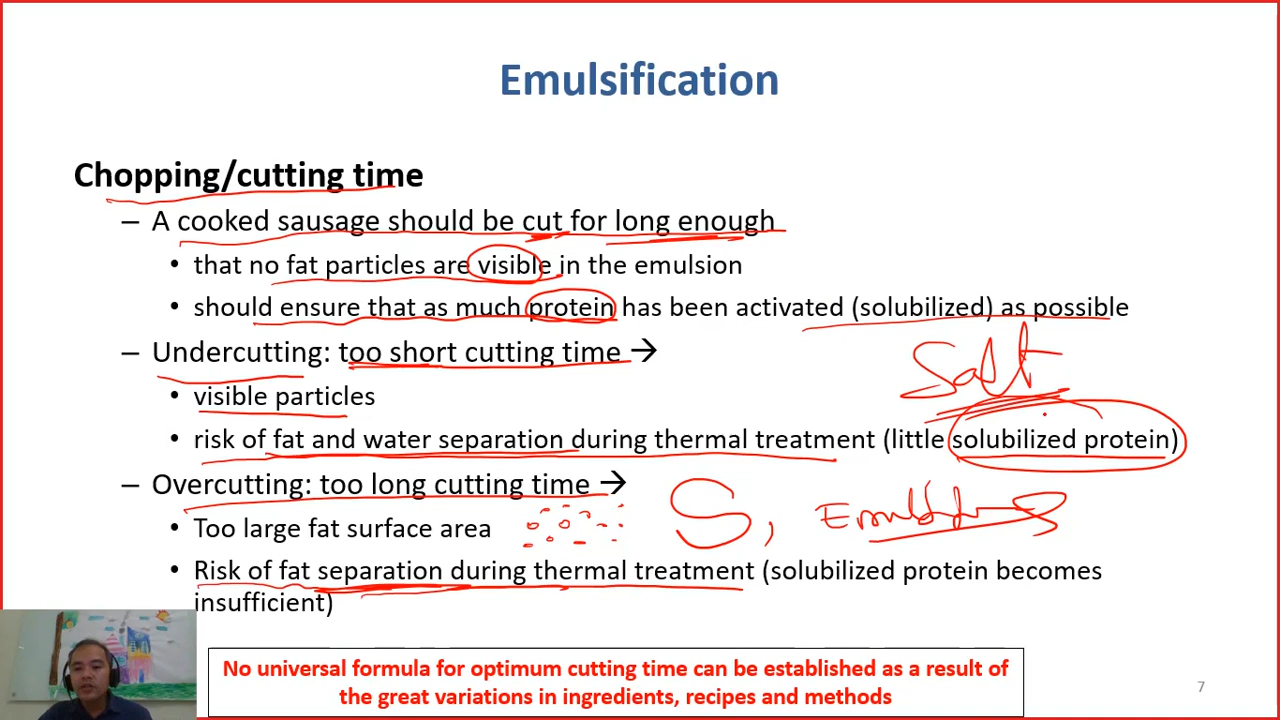 Emulsification
Chopping/cutting time
– A cooked sausage should be cut for long enough
• that no fat particles are visible in the emulsion
• should ensure that as much protein has been activated (solubilized) as possible
– Undercutting: too short cutting time →
Salt
• visible particles
• risk of fat and water separation during thermal treatment (little solubilized protein)
– Overcutting: too long cutting time →
• Too large fat surface area
S,
• Risk of fat separation during thermal treatment (solubilized protein becomes
insufficient)
No universal formula for optimum cutting time can be established as a result of
the great variations in ingredients, recipes and methods
7